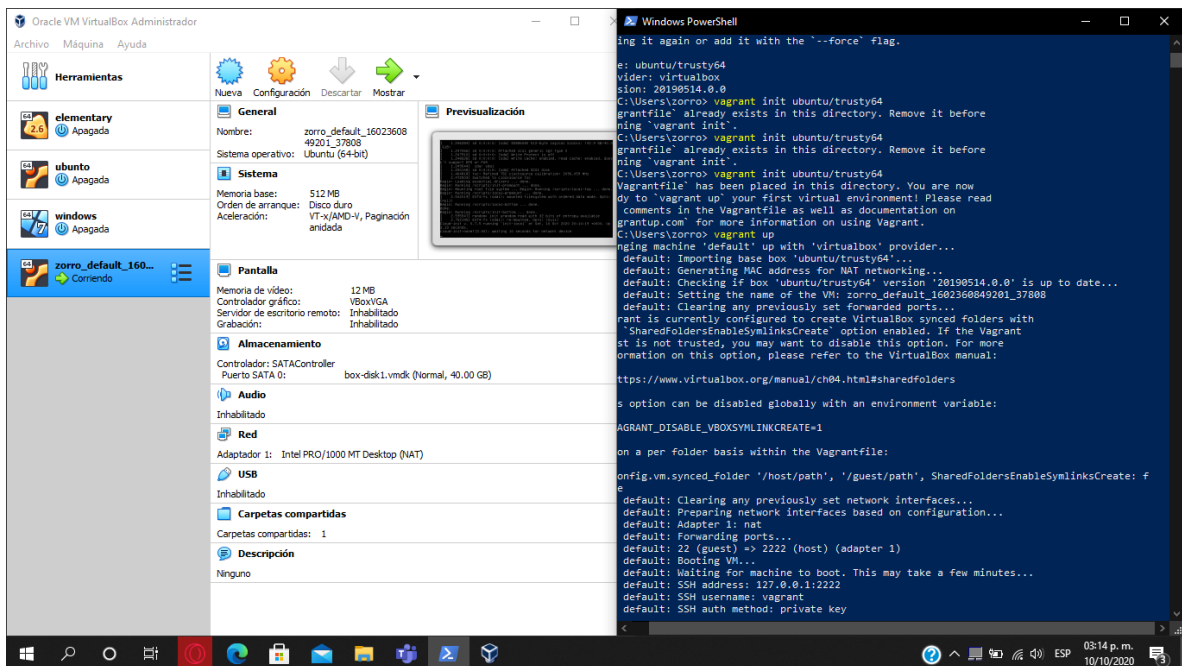 Oracle VM VirtualBox Administrador
Archivo Máquina Ayuda
Herramientas
64
2.6
elementary
Apagada
64
ubunto
Apagada
64
windows
Apagada
64
zorro_default_160...
Corriendo
Nueva Configuración Descartar Mostrar
General
Nombre: zorro_default_16023608
49201_37808
Sistema operativo: Ubuntu (64-bit)
Sistema
Memoria base: 512 MB
Orden de arranque: Disco duro
Aceleración: VT-x/AMD-V, Paginación
anidada
Previsualización
Pantalla
Memoria de vídeo: 12 MB
Controlador gráfico: VBoxVGA
Servidor de escritorio remoto: Inhabilitado
Grabación: Inhabilitado
Almacenamiento
Controlador: SATAController
Puerto SATA 0: box-disk1.vmdk (Normal, 40.00 GB)
Audio
Inhabilitado
Red
Adaptador 1: Intel PRO/1000 MT Desktop (NAT)
USB
Inhabilitado
Carpetas compartidas
Carpetas compartidas: 1
Descripción
Ninguno
Windows PowerShell
ing it again or add it with the `--force` flag.
e: ubuntu/trusty64
vider: virtualbox
sion: 20190514.0.0
C:\Users\zorro> vagrant init ubuntu/trusty64
grantfile` already exists in this directory. Remove it before
ning `vagrant init`.
C:\Users\zorro> vagrant init ubuntu/trusty64
grantfile` already exists in this directory. Remove it before
ning `vagrant init`.
C:\Users\zorro> vagrant init ubuntu/trusty64
Vagrantfile` has been placed in this directory. You are now
dy to `vagrant up` your first virtual environment! Please read
comments in the Vagrantfile as well as documentation on
grantup.com` for more information on using Vagrant.
C:\Users\zorro> vagrant up
nging machine 'default' up with 'virtualbox' provider...
default: Importing base box 'ubuntu/trusty64'...
default: Generating MAC address for NAT networking...
default: Checking if box 'ubuntu/trusty64' version '20190514.0.0' is up to date...
default: Setting the name of the VM: zorro_default_1602360849201_37808
default: Clearing any previously set forwarded ports...
rant is currently configured to create VirtualBox synced folders with
`SharedFoldersEnableSymlinksCreate` option enabled. If the Vagrant
st is not trusted, you may want to disable this option. For more
ormation on this option, please refer to the VirtualBox manual:
ttps://www.virtualbox.org/manual/ch04.html#sharedfolders
s option can be disabled globally with an environment variable:
AGRANT_DISABLE_VBOXSYMLINKCREATE=1
on a per folder basis within the Vagrantfile:
onfig.vm.synced_folder '/host/path', '/guest/path', SharedFoldersEnableSymlinksCreate: f
e
default: Clearing any previously set network interfaces...
default: Preparing network interfaces based on configuration...
default: Adapter 1: nat
default: Forwarding ports...
default: 22 (guest) => 2222 (host) (adapter 1)
default: Booting VM...
default: Waiting for machine to boot. This may take a few minutes...
default: SSH address: 127.0.0.1:2222
default: SSH username: vagrant
default: SSH auth method: private key
ESP
03:14 p. m.
10/10/2020
3